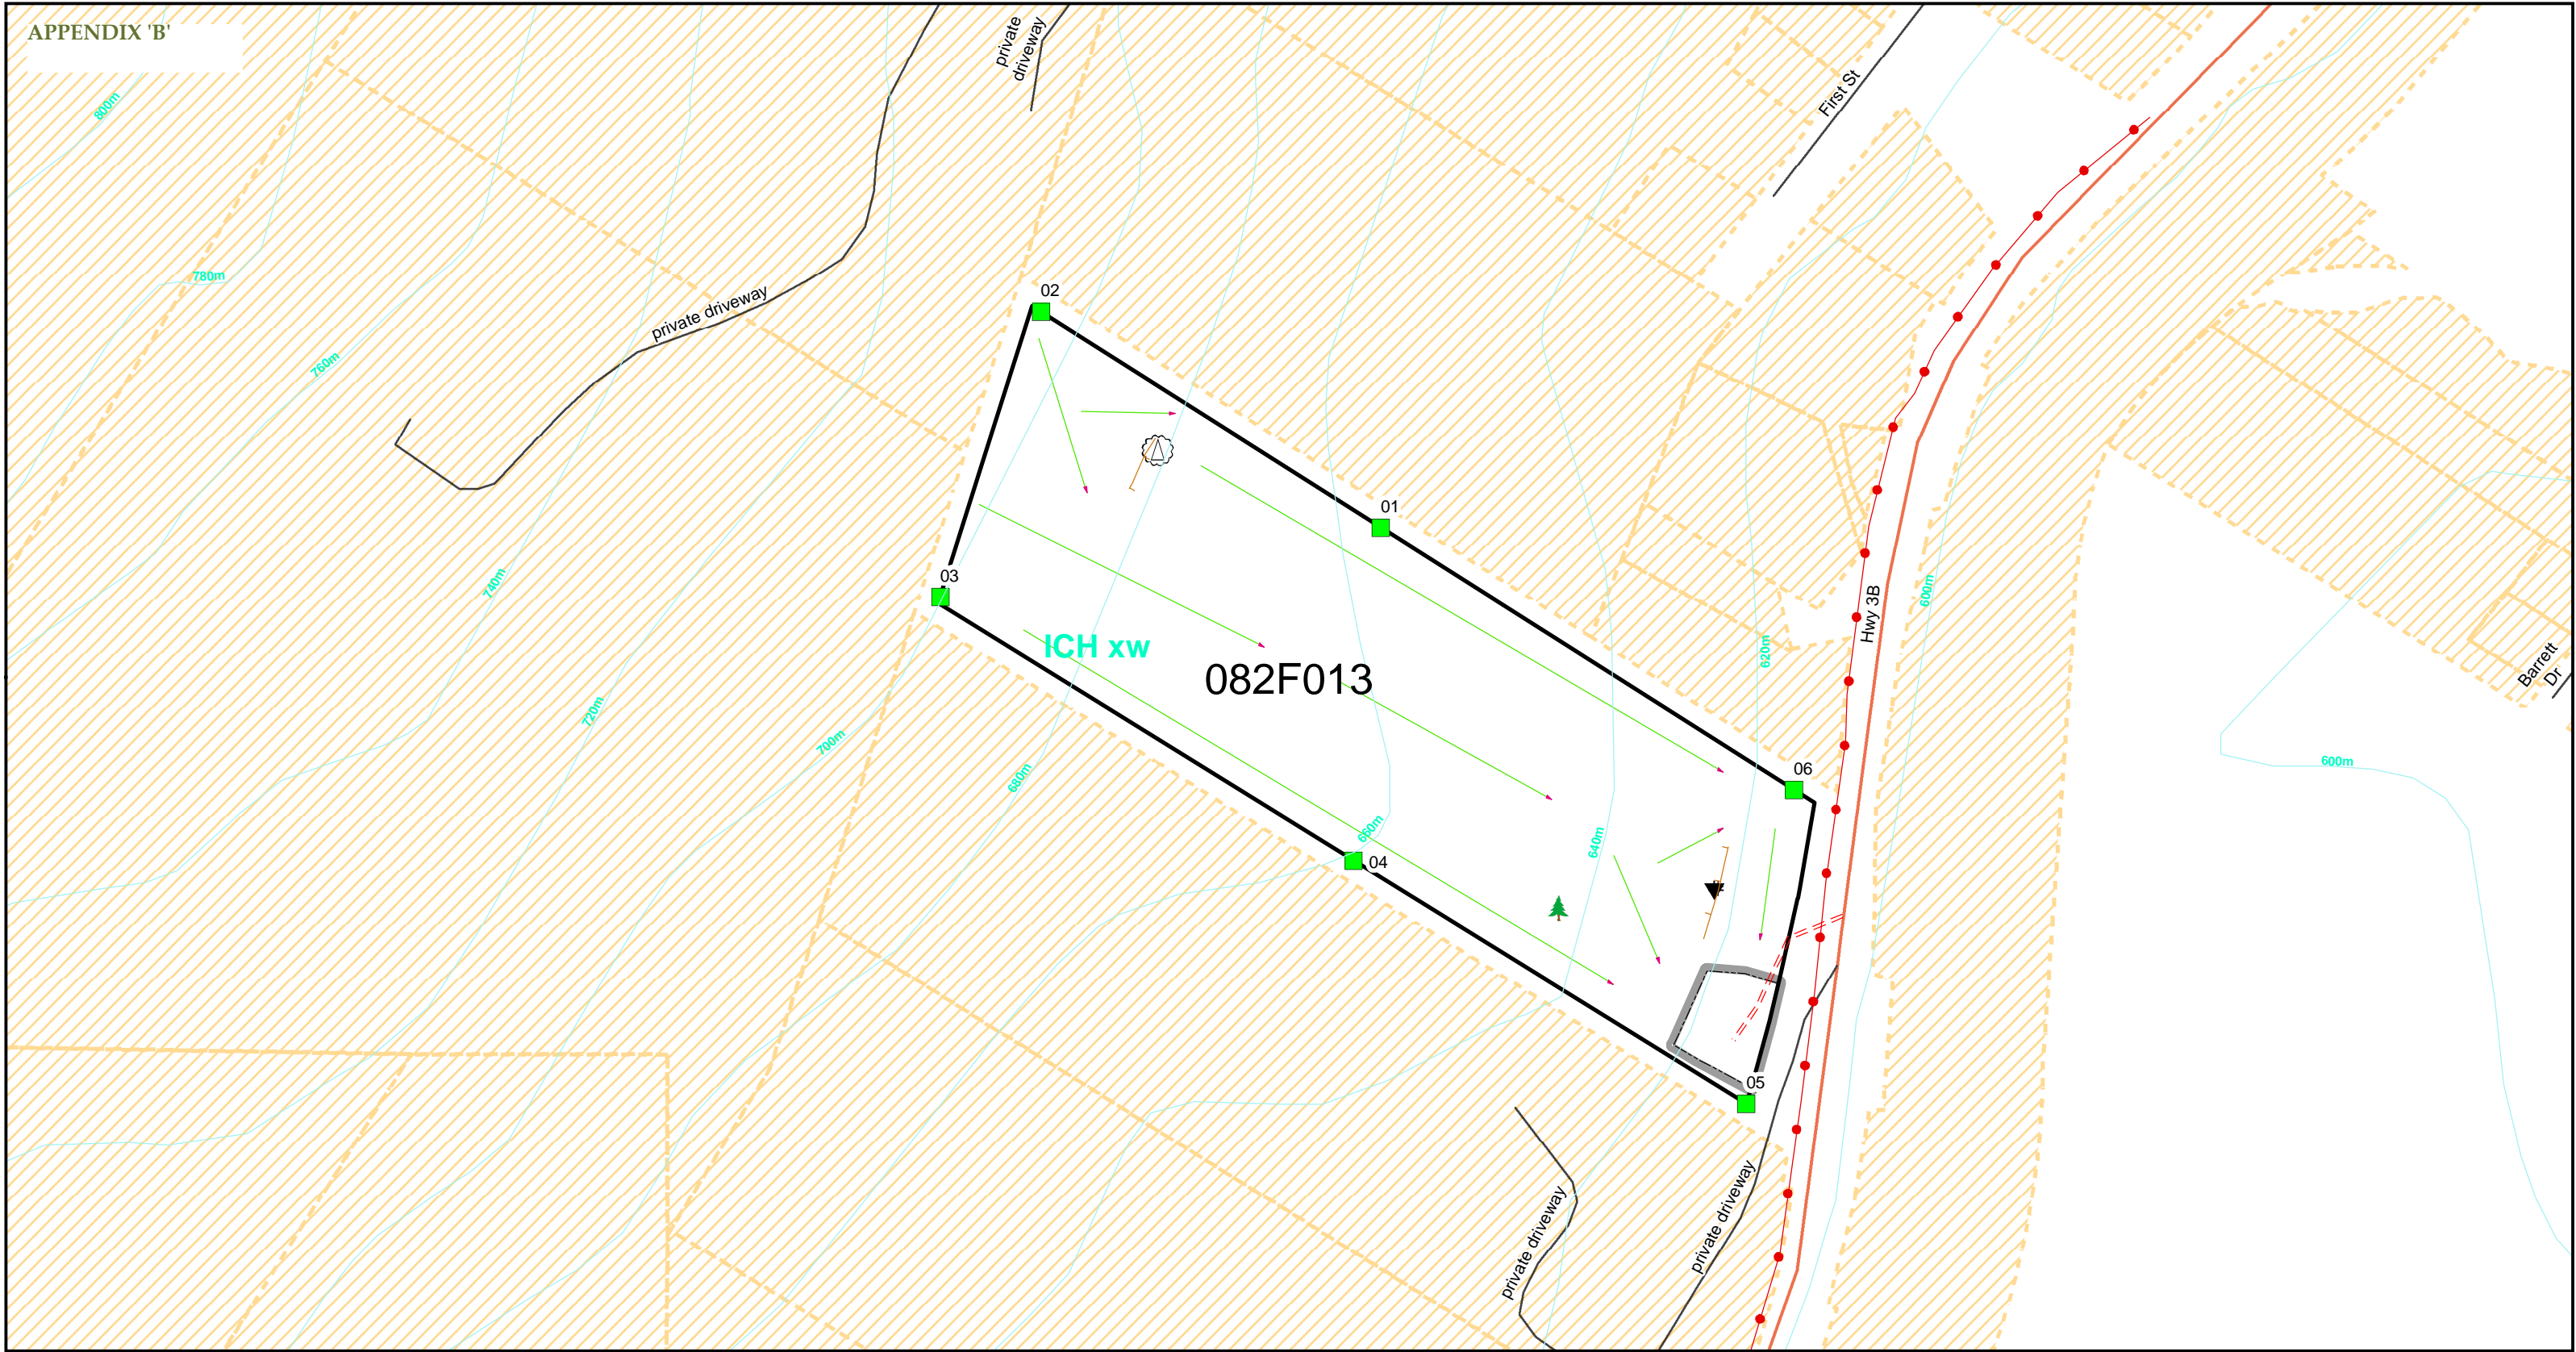 APPENDIX 'B'
private
driveway
First St
800m
780m
private driveway
02
760m
01
03
740m
600m
Hwy 3B
ICH xw
620m
082F013
Barrett
Dr
720m
700m
680m
600m
06
660m
640m
04
05
private driveway
private driveway